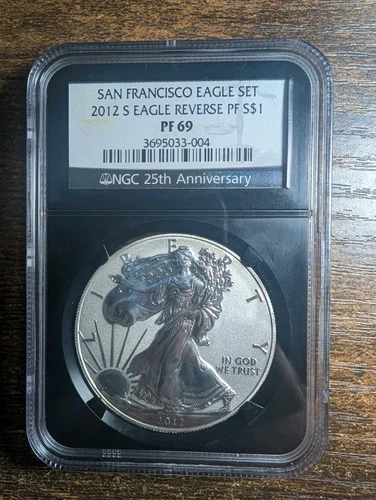 SAN FRANCISCO EAGLE SET
2012 S EAGLE REVERSE PF S$1
PF 69
3695033-004
NGC 25th Anniversary
LIBERTY
IN GOD
WE TRUST
2012